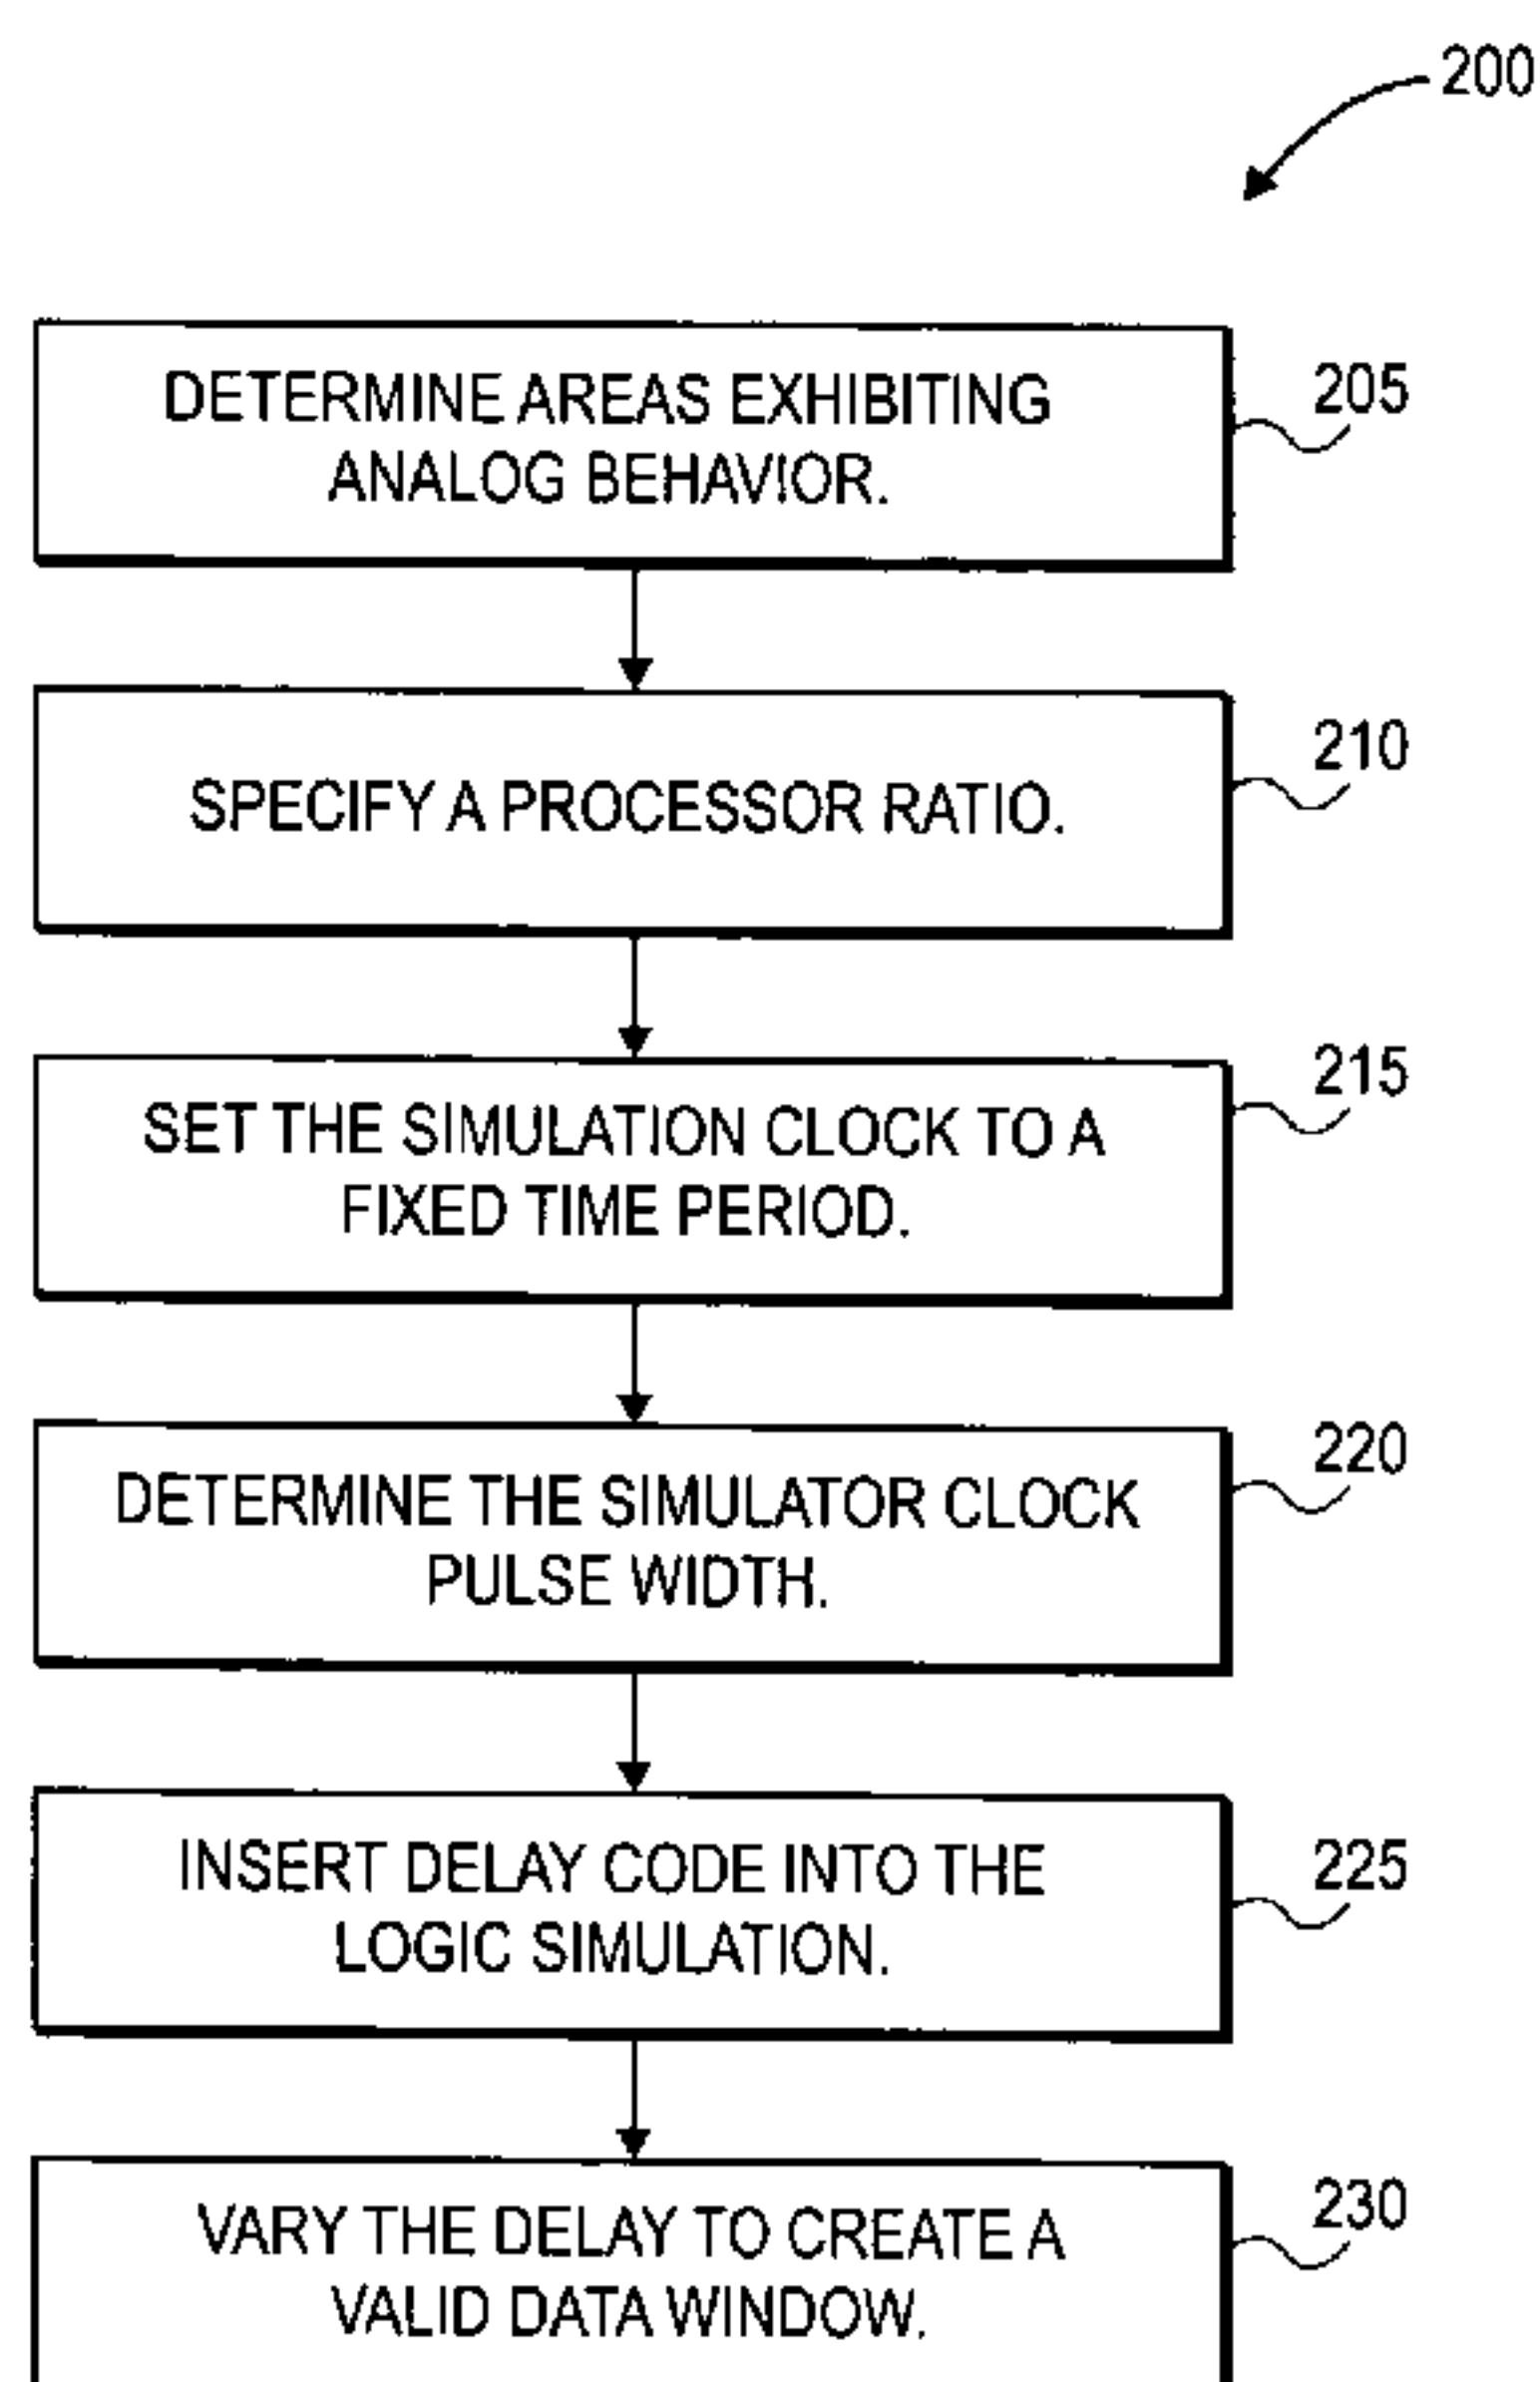 200
DETERMINE AREAS EXHIBITING
ANALOG BEHAVIOR.
205
SPECIFY A PROCESSOR RATIO.
210
SET THE SIMULATION CLOCK TO A
FIXED TIME PERIOD.
215
DETERMINE THE SIMULATOR CLOCK
PULSE WIDTH.
220
INSERT DELAY CODE INTO THE
LOGIC SIMULATION.
225
VARY THE DELAY TO CREATE A
VALID DATA WINDOW.
230